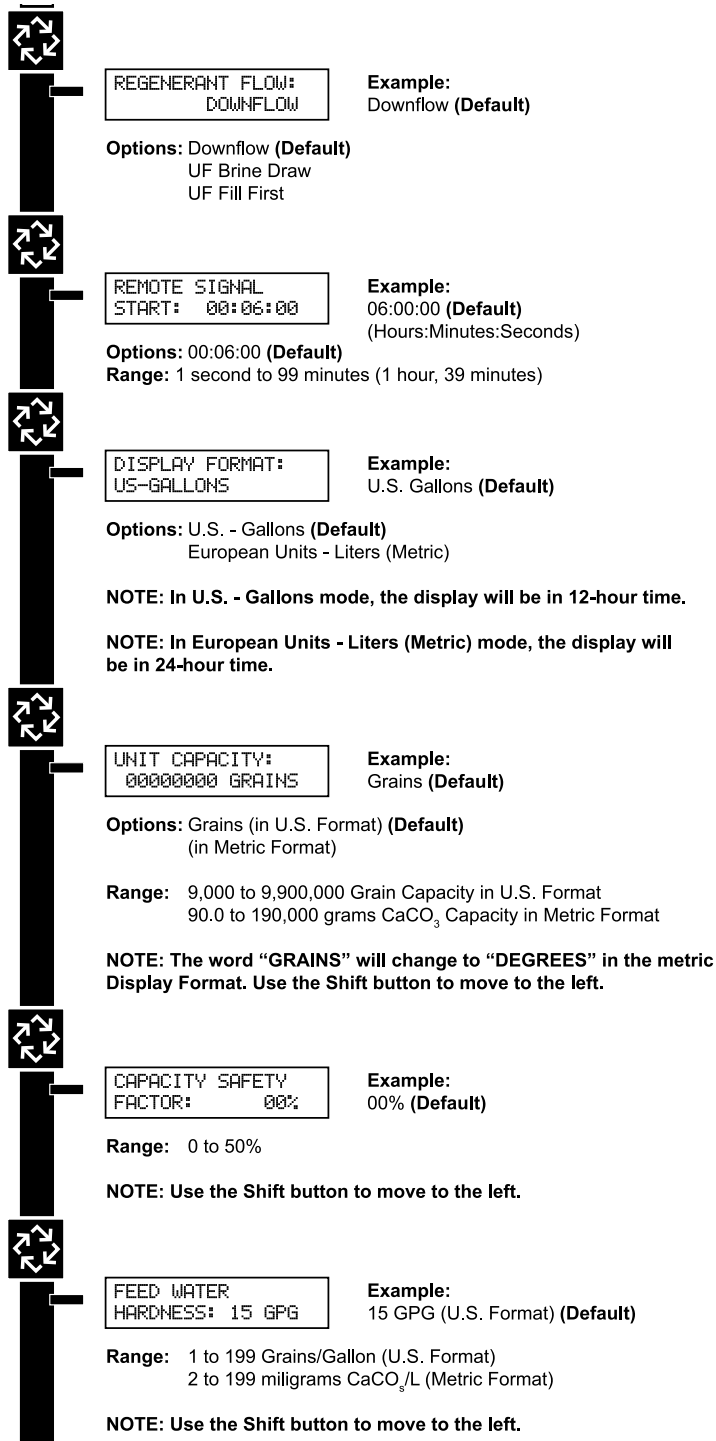 REGENERANT FLOW:
DOWNFLOW
Example:
Downflow (Default)
Options: Downflow (Default)
UF Brine Draw
UF Fill First
REMOTE SIGNAL
START: 00:06:00
Example:
06:00:00 (Default)
(Hours:Minutes:Seconds)
Options: 00:06:00 (Default)
Range: 1 second to 99 minutes (1 hour, 39 minutes)
DISPLAY FORMAT:
US-GALLONS
Example:
U.S. Gallons (Default)
Options: U.S. - Gallons (Default)
European Units - Liters (Metric)
NOTE: In U.S. - Gallons mode, the display will be in 12-hour time.
NOTE: In European Units - Liters (Metric) mode, the display will
be in 24-hour time.
UNIT CAPACITY:
00000000 GRAINS
Example:
Grains (Default)
Options: Grains (in U.S. Format) (Default)
(in Metric Format)
Range: 9,000 to 9,900,000 Grain Capacity in U.S. Format
90.0 to 190,000 grams CaCO₃ Capacity in Metric Format
NOTE: The word “GRAINS” will change to “DEGREES” in the metric
Display Format. Use the Shift button to move to the left.
CAPACITY SAFETY
FACTOR: 00%
Example:
00% (Default)
Range: 0 to 50%
NOTE: Use the Shift button to move to the left.
FEED WATER
HARDNESS: 15 GPG
Example:
15 GPG (U.S. Format) (Default)
Range: 1 to 199 Grains/Gallon (U.S. Format)
2 to 199 miligrams CaCOₛ/L (Metric Format)
NOTE: Use the Shift button to move to the left.